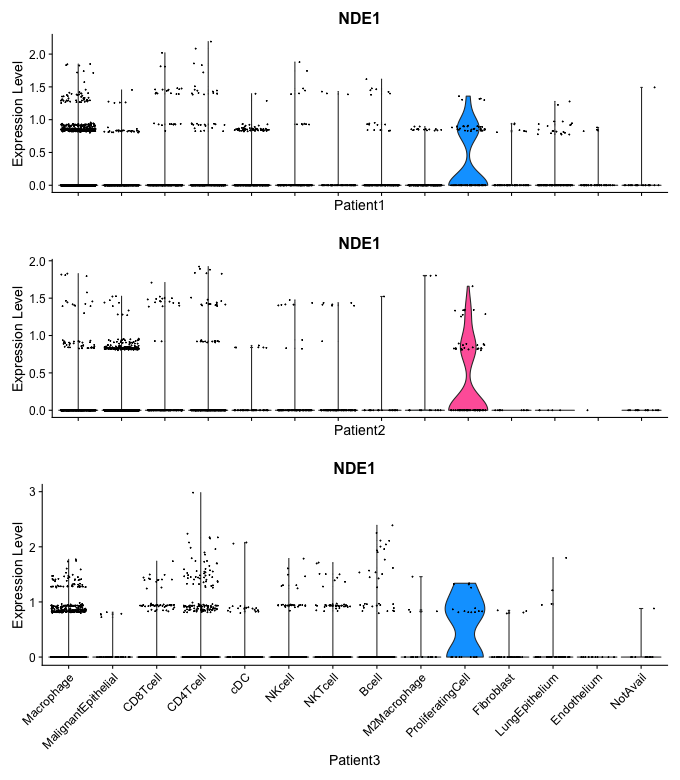 NDE1
Expression Level
2.0
1.5
1.0
0.5
0.0
Patient1
NDE1
Expression Level
2.0
1.5
1.0
0.5
0.0
Patient2
NDE1
Expression Level
3
2
1
0
Macrophage
MalignantEpithelial
CD8Tcell
CD4Tcell
cDC
NKcell
NKTcell
Bcell
M2Macrophage
ProliferatingCell
Fibroblast
LungEpithelium
Endothelium
NotAvail
Patient3